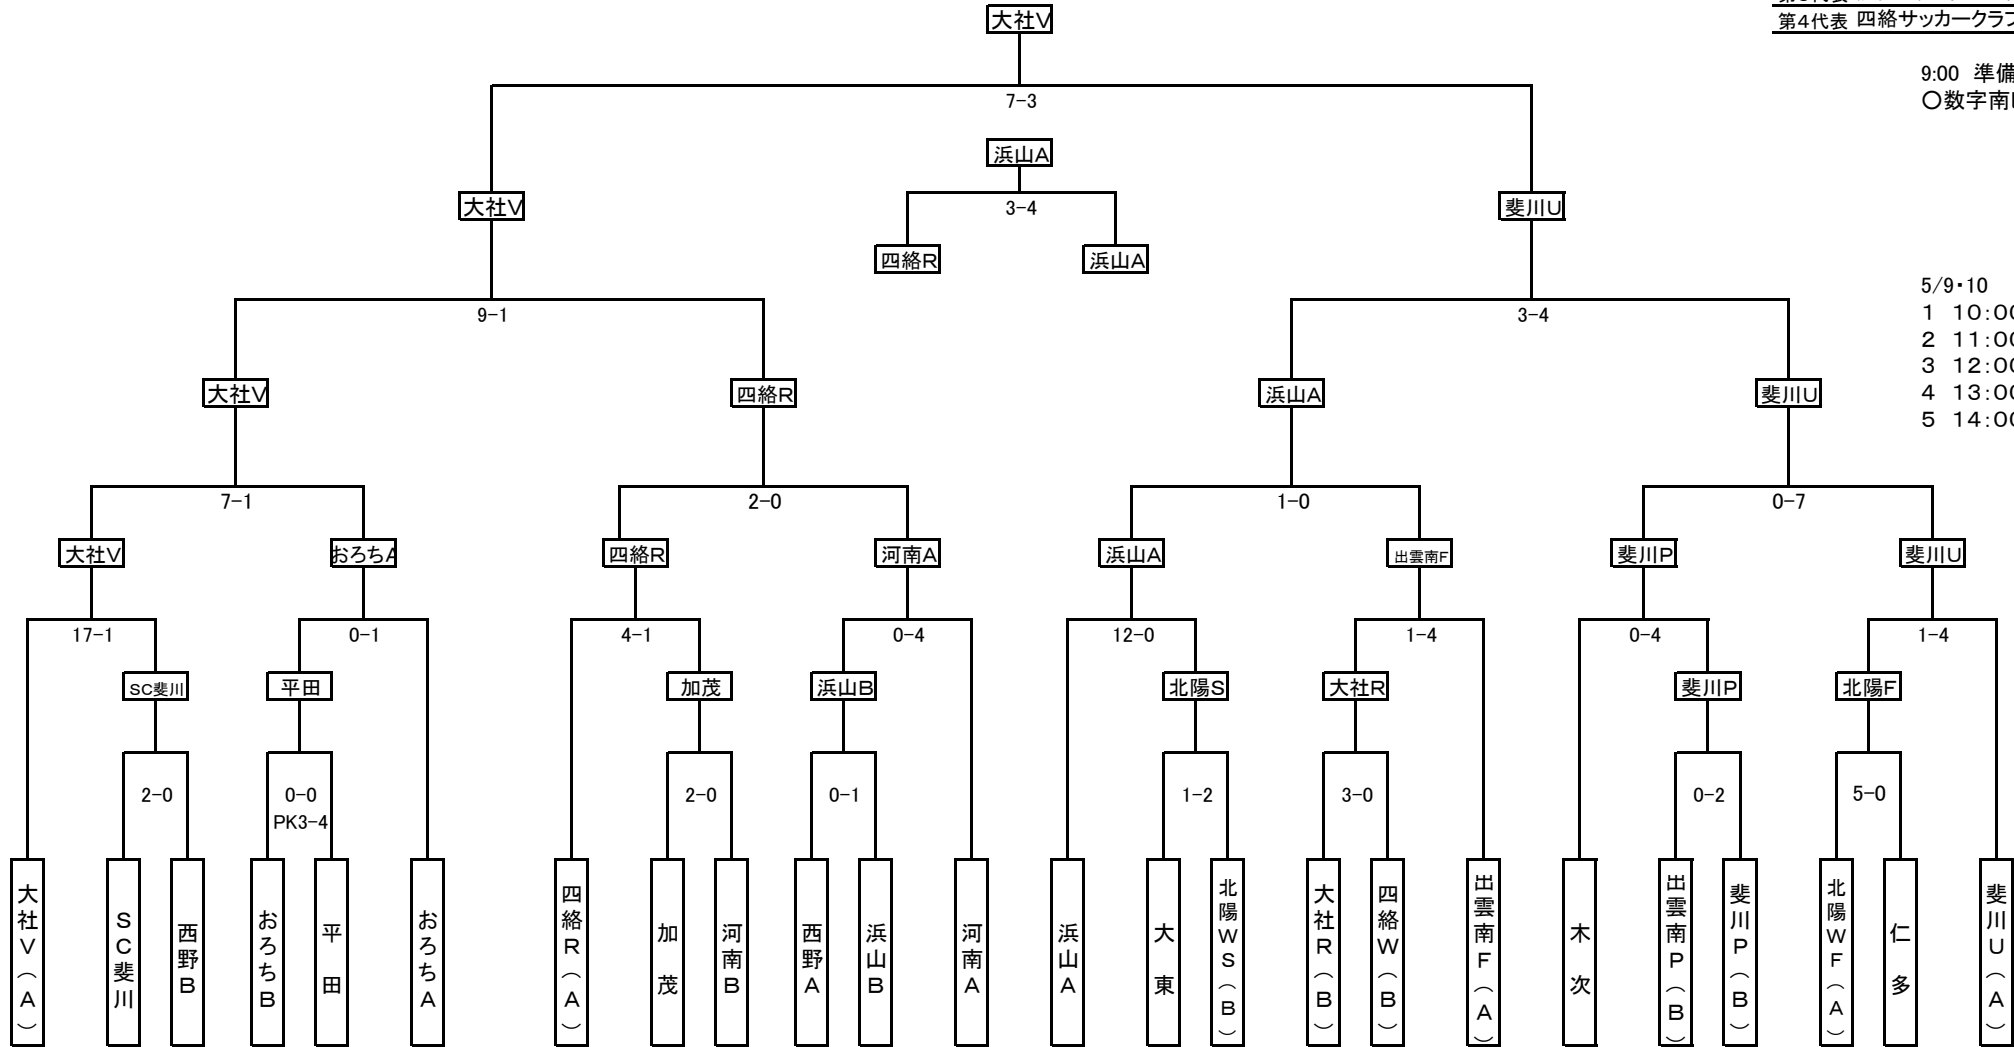 大社V
第4代表 四絡サッカークラブ
9:00 準備
7-3
〇数字南
浜山A
大社V
3-4
斐川U
四絡R
浜山A
5/9・10
9-1
3-4
1 10:00
2 11:00
3 12:00
4 13:00
5 14:00
大社V
四絡R
浜山A
斐川U
7-1
2-0
1-0
0-7
大社V
おろちA
四絡R
河南A
浜山A
出雲南F
斐川P
斐川U
17-1
0-1
4-1
0-4
12-0
1-4
0-4
1-4
SC斐川
平田
加茂
浜山B
北陽S
大社R
斐川P
北陽F
2-0
0-0
PK3-4
2-0
0-1
1-2
3-0
0-2
5-0
大社V(A)
SC斐川
西野B
おろちB
平田
おろちA
四絡R(A)
加茂
河南B
西野A
浜山B
河南A
浜山A
大東
北陽WS(B)
大社R(B)
四絡W(B)
出雲南F(A)
木次
出雲南P(B)
斐川P(B)
北陽WF(A)
仁多
斐川U(A)